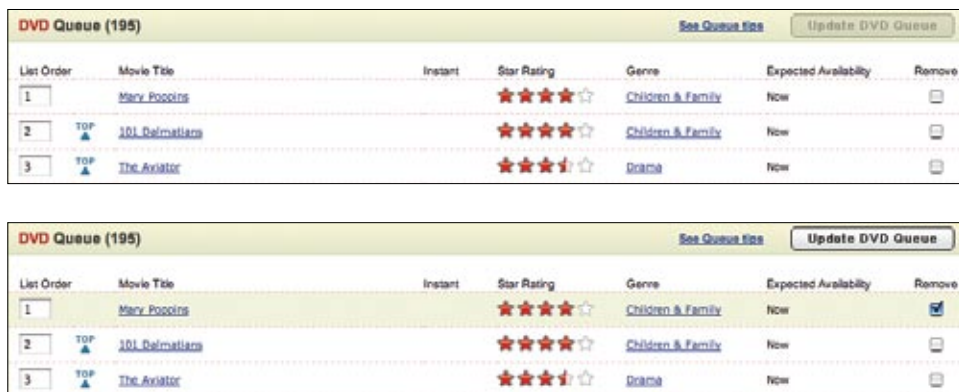 DVD Queue (195) See Queue tips Update DVD Queue
List Order Movie Title Instant Star Rating Genre Expected Availability Remove
1 Mary Poppins Children & Family Now
2 TOP 101 Dalmatians Children & Family Now
3 TOP The Aviator Drama Now
DVD Queue (195) See Queue tips Update DVD Queue
List Order Movie Title Instant Star Rating Genre Expected Availability Remove
1 Mary Poppins Children & Family Now
2 TOP 101 Dalmatians Children & Family Now
3 TOP The Aviator Drama Now